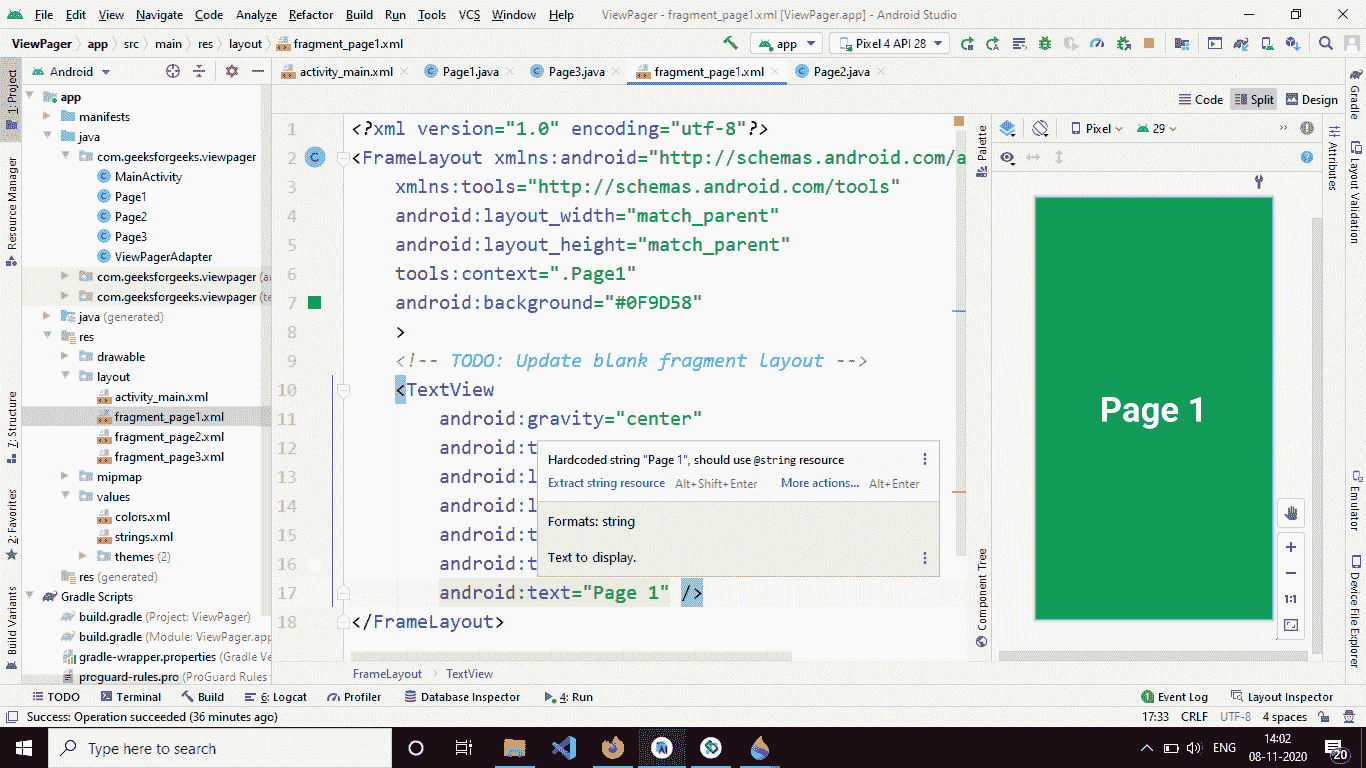 File Edit View Navigate Code Analyze Refactor Build Run Tools VCS Window Help ViewPager - fragment_page1.xml [ViewPager.app] - Android Studio
ViewPager app src main res layout fragment_page1.xml app Pixel 4 API 28
Android activity_main.xml Page1.java Page3.java fragment_page1.xml Page2.java
Code Split Design
1: Project
Resource Manager
7: Structure
2: Favorites
Build Variants
app
manifests
java
com.geeksforgeeks.viewpager
MainActivity
Page1
Page2
Page3
ViewPagerAdapter
com.geeksforgeeks.viewpager
com.geeksforgeeks.viewpager
java (generated)
res
drawable
layout
activity_main.xml
fragment_page1.xml
fragment_page2.xml
fragment_page3.xml
mipmap
values
colors.xml
strings.xml
themes (2)
res (generated)
Gradle Scripts
build.gradle (Project: ViewPager)
build.gradle (Module: ViewPager.app
gradle-wrapper.properties (Gradle Ve
proguard-rules.pro (ProGuard Rules
1 <?xml version="1.0" encoding="utf-8"?>
2 <FrameLayout xmlns:android="http://schemas.android.com/a
3 xmlns:tools="http://schemas.android.com/tools"
4 android:layout_width="match_parent"
5 android:layout_height="match_parent"
6 tools:context=".Page1"
7 android:background="#0F9D58"
8 >
9 <!-- TODO: Update blank fragment layout -->
10 <TextView
11 android:gravity="center"
12 android:t
13 android:l
14 android:l
15 android:t
16 android:t
17 android:text="Page 1" />
18 </FrameLayout>
Hardcoded string "Page 1", should use @string resource
Extract string resource Alt+Shift+Enter More actions... Alt+Enter
Formats: string
Text to display.
FrameLayout TextView
Palette
Component Tree
Pixel 29
Page 1
1:1
Attributes
Gradle
Layout Validation
Emulator
Device File Explorer
TODO Terminal Build 6: Logcat Profiler Database Inspector 4: Run 1 Event Log Layout Inspector
Success: Operation succeeded (36 minutes ago) 17:33 CRLF UTF-8 4 spaces
Type here to search ENG 14:02
08-11-2020 20